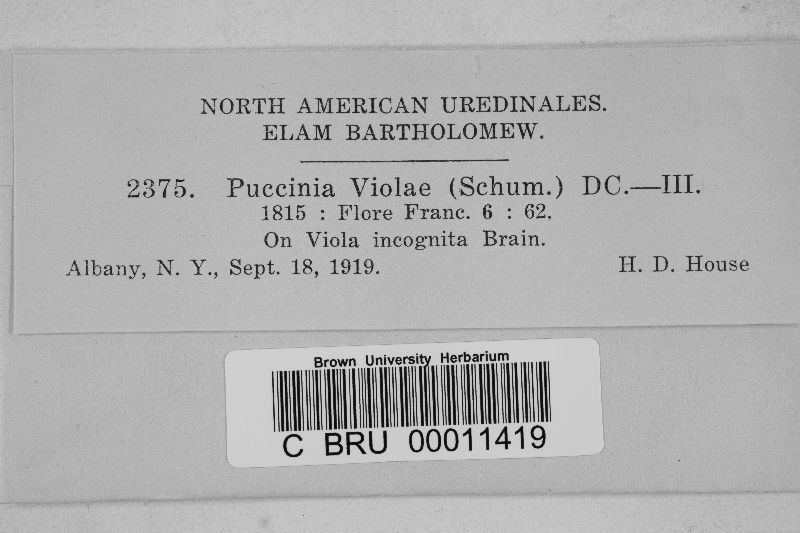 NORTH AMERICAN UREDINALES.
ELAM BARTHOLOMEW.
2375. Puccinia Violae (Schum.) DC.—III.
1815 : Flore Franc. 6 : 62.
On Viola incognita Brain.
Albany, N. Y., Sept. 18, 1919. H. D. House
Brown University Herbarium
C BRU 00011419